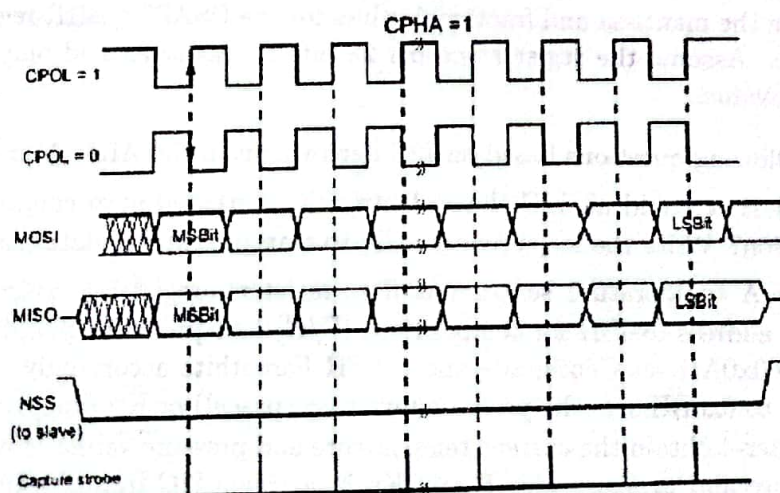 CPHA =1
CPOL = 1
CPOL = 0
MOSI
MSBit
LSBit
MISO
MSBit
LSBit
NSS
(to slave)
Capture strobe